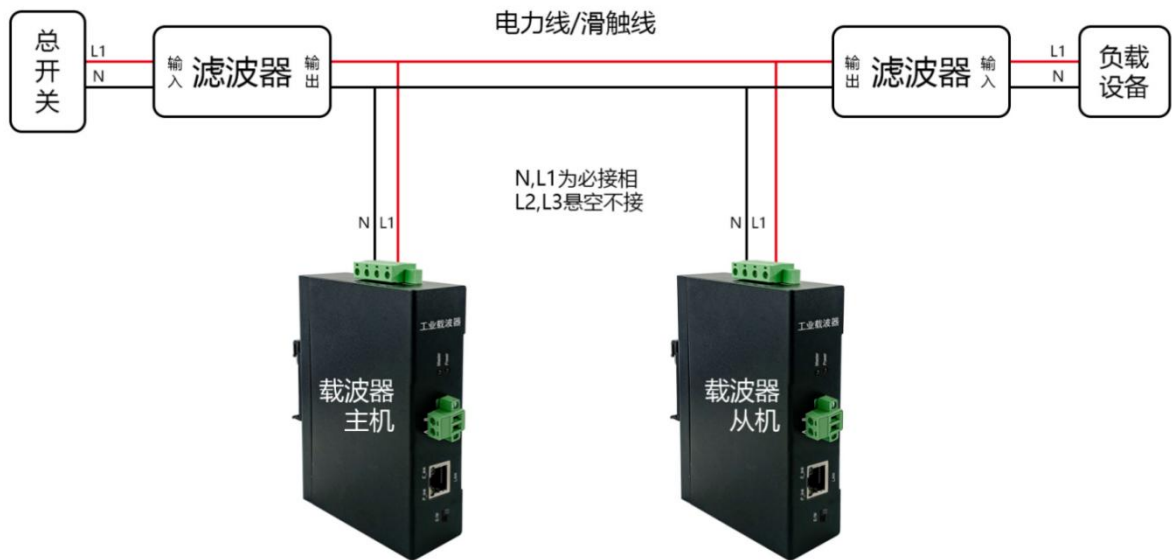 电力线/滑触线
总开关
L1
N
输入
滤波器
输出
输出
滤波器
输入
L1
N
负载
设备
N,L1为必接相
L2,L3悬空不接
N
L1
N
L1
工业载波器
载波器
主机
工业载波器
载波器
从机